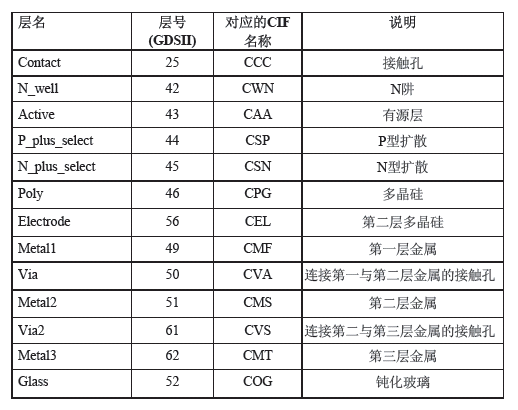 层名 层号 对应的CIF 说明
(GDSII) 名称
Contact 25 CCC 接触孔
N_well 42 CWN N阱
Active 43 CAA 有源层
P_plus_select 44 CSP P型扩散
N_plus_select 45 CSN N型扩散
Poly 46 CPG 多晶硅
Electrode 56 CEL 第二层多晶硅
Metal1 49 CMF 第一层金属
Via 50 CVA 连接第一与第二层金属的接触孔
Metal2 51 CMS 第二层金属
Via2 61 CVS 连接第二与第三层金属的接触孔
Metal3 62 CMT 第三层金属
Glass 52 COG 钝化玻璃